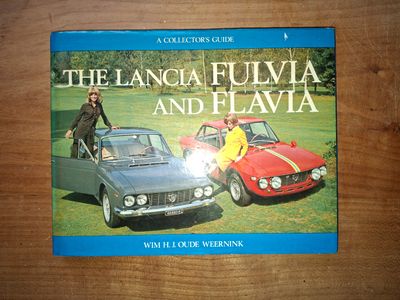 A COLLECTOR'S GUIDE
THE LANCIA FULVIA
AND FLAVIA
WIM H. J. OUDE WEERNINK